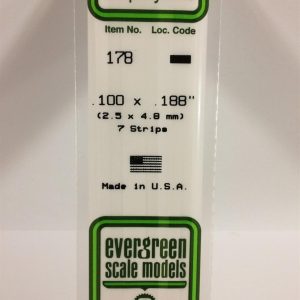 Item No. Loc. Code
178
.100 x .188"
(2.5 x 4.8 mm)
7 Strips
Made in U.S.A.
evergreen
scale models